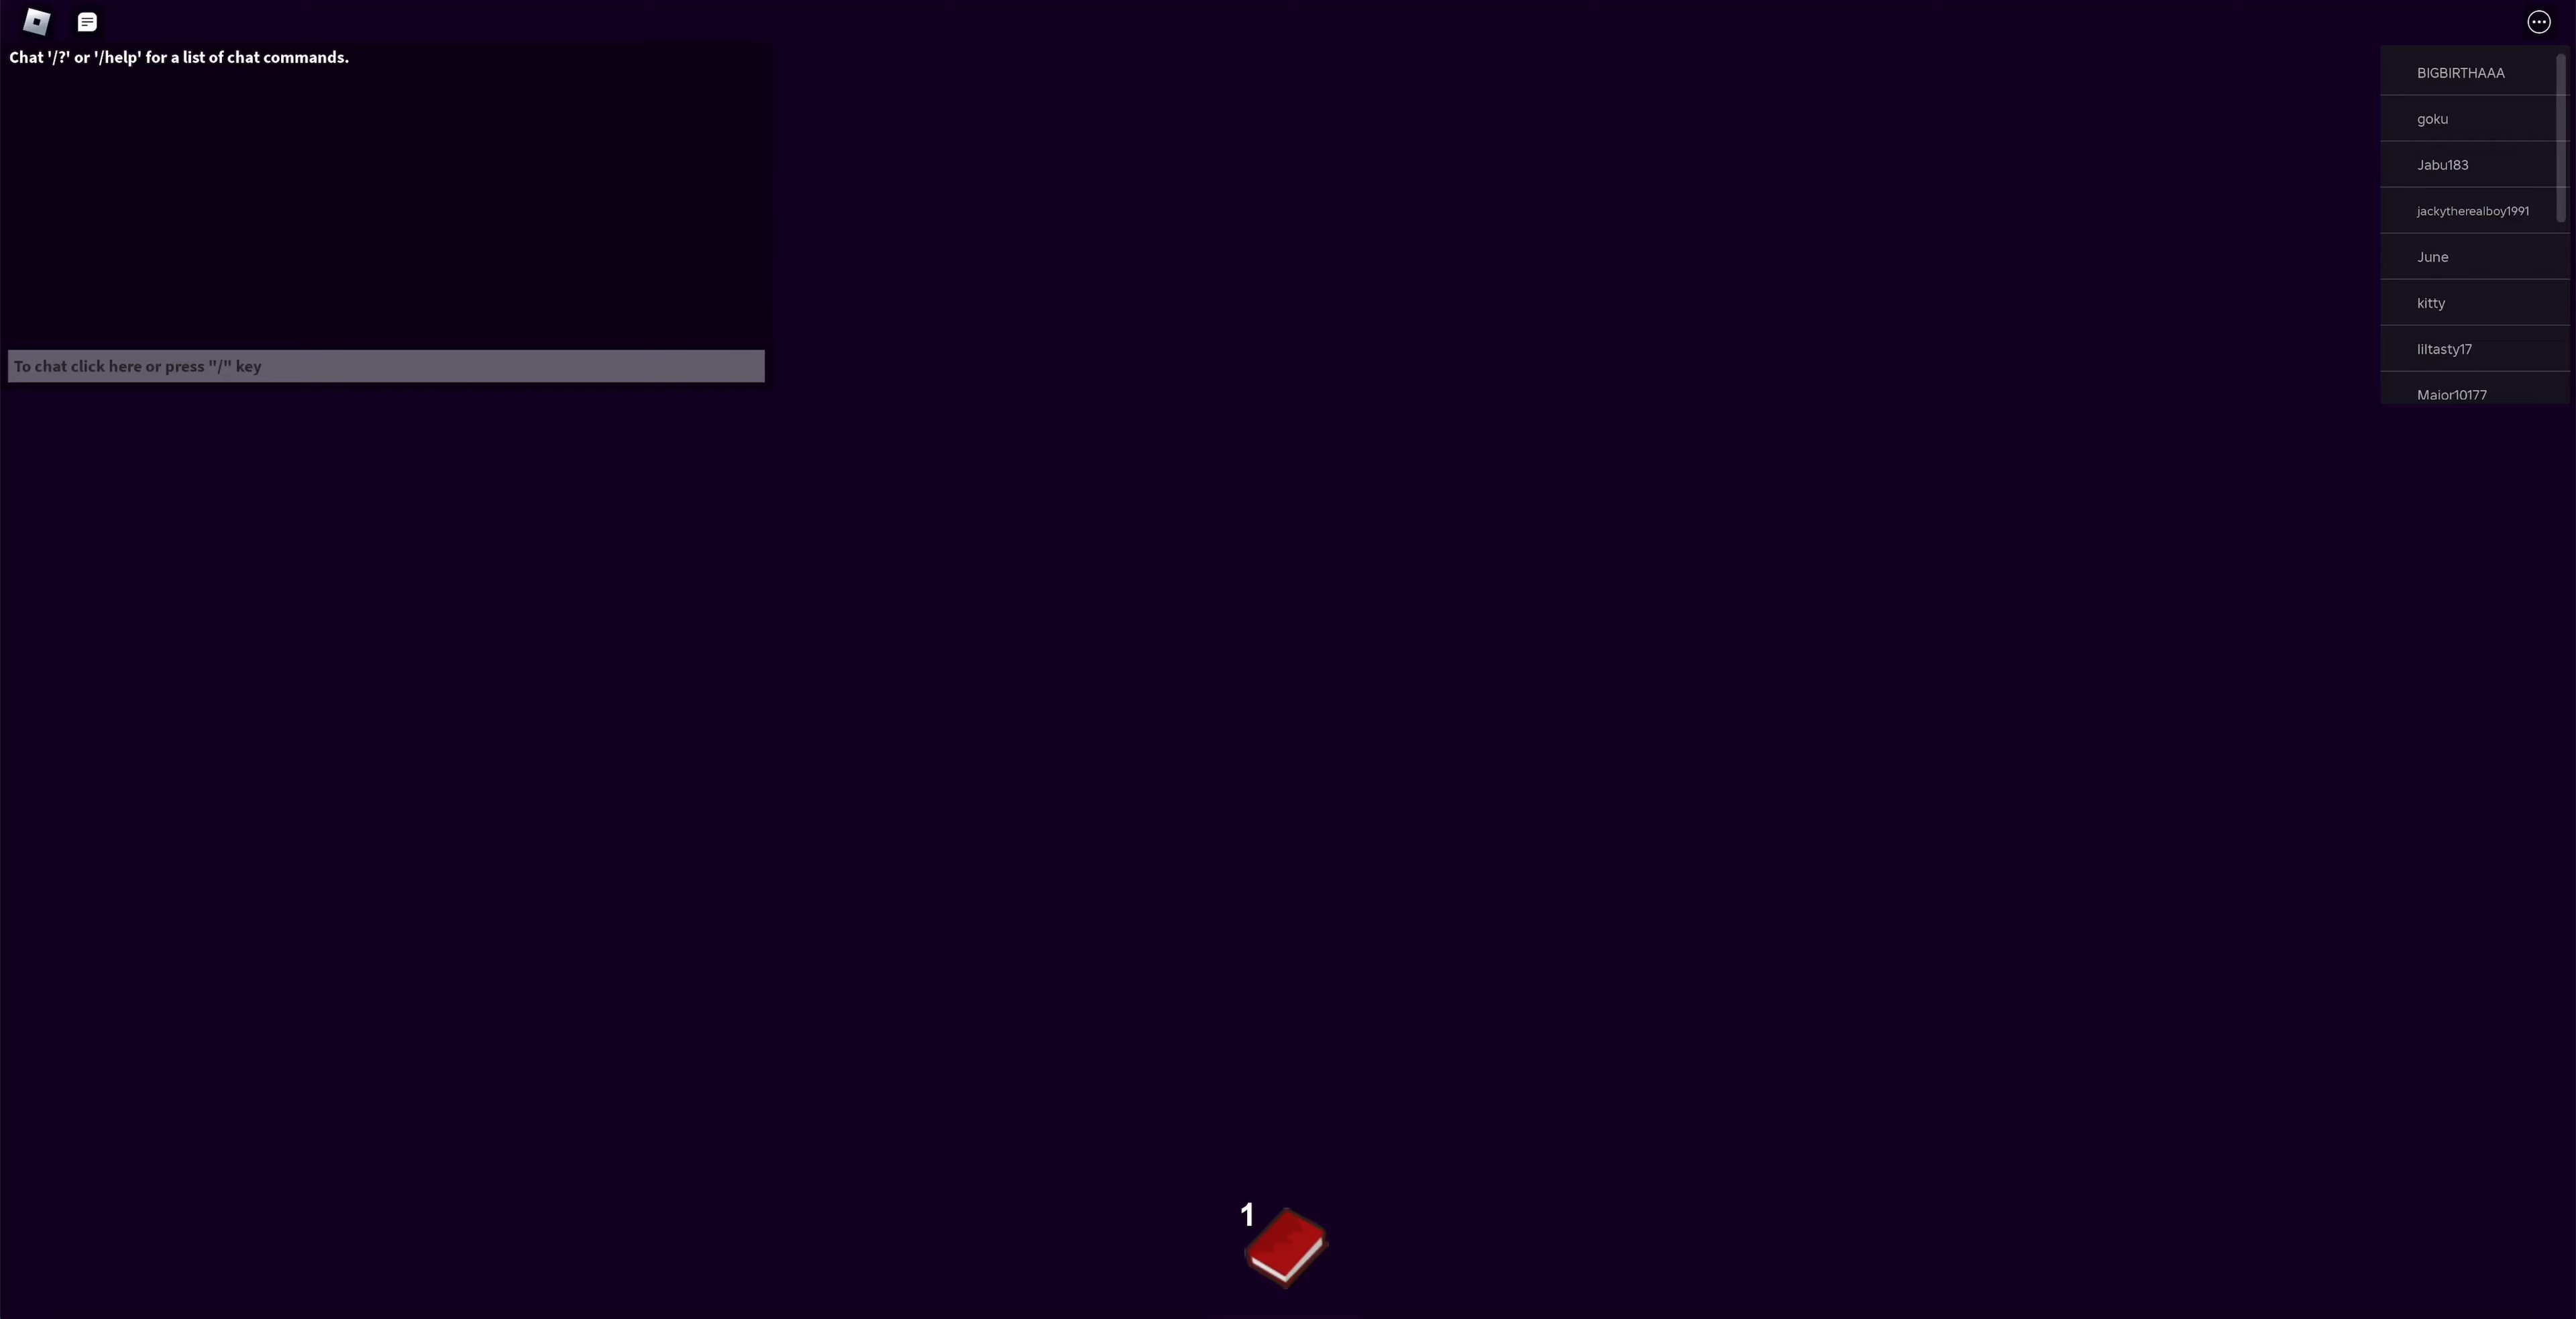 Chat '/?' or '/help' for a list of chat commands.
To chat click here or press "/" key
BIGBIRTHAAA
goku
Jabu183
jackytherealboy1991
June
kitty
liltasty17
Maior10177
1